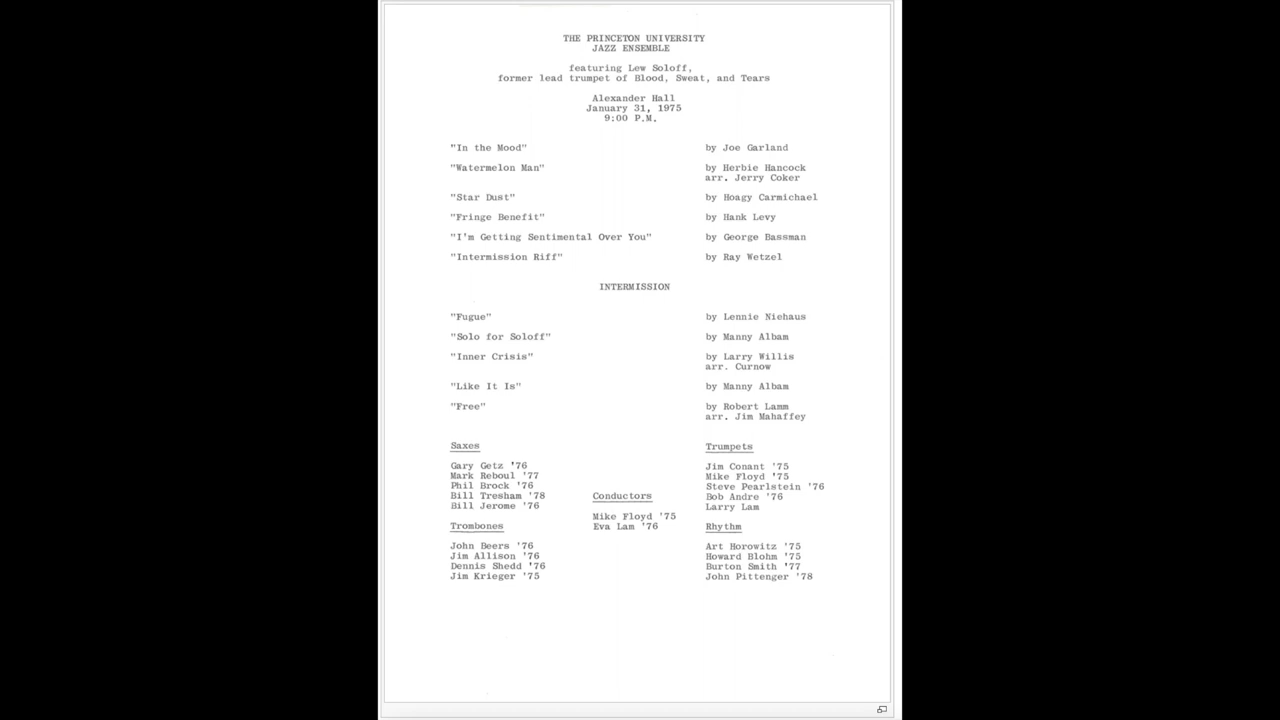 THE PRINCETON UNIVERSITY
JAZZ ENSEMBLE
featuring Lew Soloff,
former lead trumpet of Blood, Sweat, and Tears
Alexander Hall
January 31, 1975
9:00 P.M.
"In the Mood" by Joe Garland
"Watermelon Man" by Herbie Hancock
arr. Jerry Coker
"Star Dust" by Hoagy Carmichael
"Fringe Benefit" by Hank Levy
"I'm Getting Sentimental Over You" by George Bassman
"Intermission Riff" by Ray Wetzel
INTERMISSION
"Fugue" by Lennie Niehaus
"Solo for Soloff" by Manny Albam
"Inner Crisis" by Larry Willis
arr. Curnow
"Like It Is" by Manny Albam
"Free" by Robert Lamm
arr. Jim Mahaffey
Saxes
Gary Getz '76
Mark Reboul '77
Phil Brock '76
Bill Tresham '78
Bill Jerome '76
Trombones
John Beers '76
Jim Allison '76
Dennis Shedd '76
Jim Krieger '75
Conductors
Mike Floyd '75
Eva Lam '76
Trumpets
Jim Conant '75
Mike Floyd '75
Steve Pearlstein '76
Bob Andre '76
Larry Lam
Rhythm
Art Horowitz '75
Howard Blohm '75
Burton Smith '77
John Pittenger '78